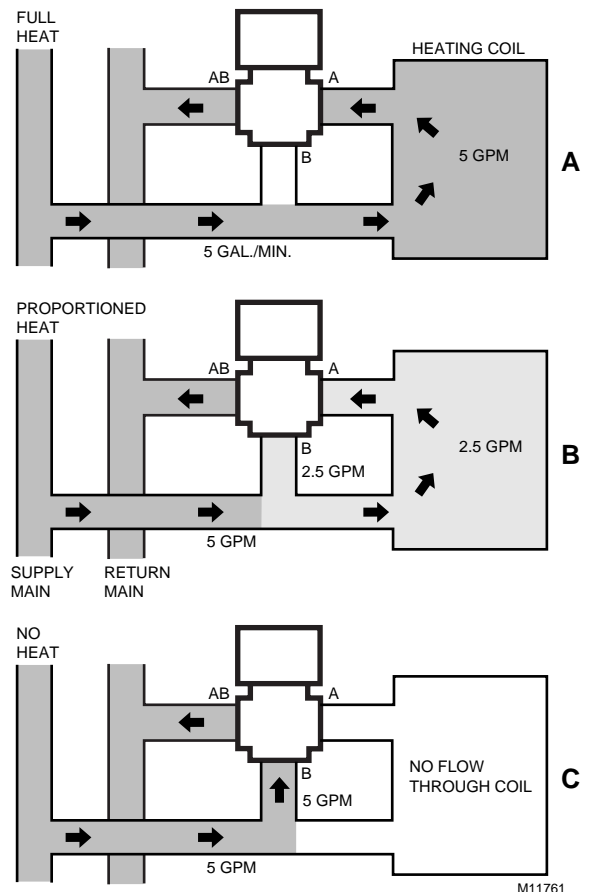 FULL
HEAT
HEATING COIL
AB
A
5 GPM
A
B
5 GAL./MIN.
PROPORTIONED
HEAT
AB
A
B
2.5 GPM
2.5 GPM
B
5 GPM
SUPPLY
MAIN
RETURN
MAIN
NO
HEAT
AB
A
B
5 GPM
NO FLOW
THROUGH COIL
C
5 GPM
M11761